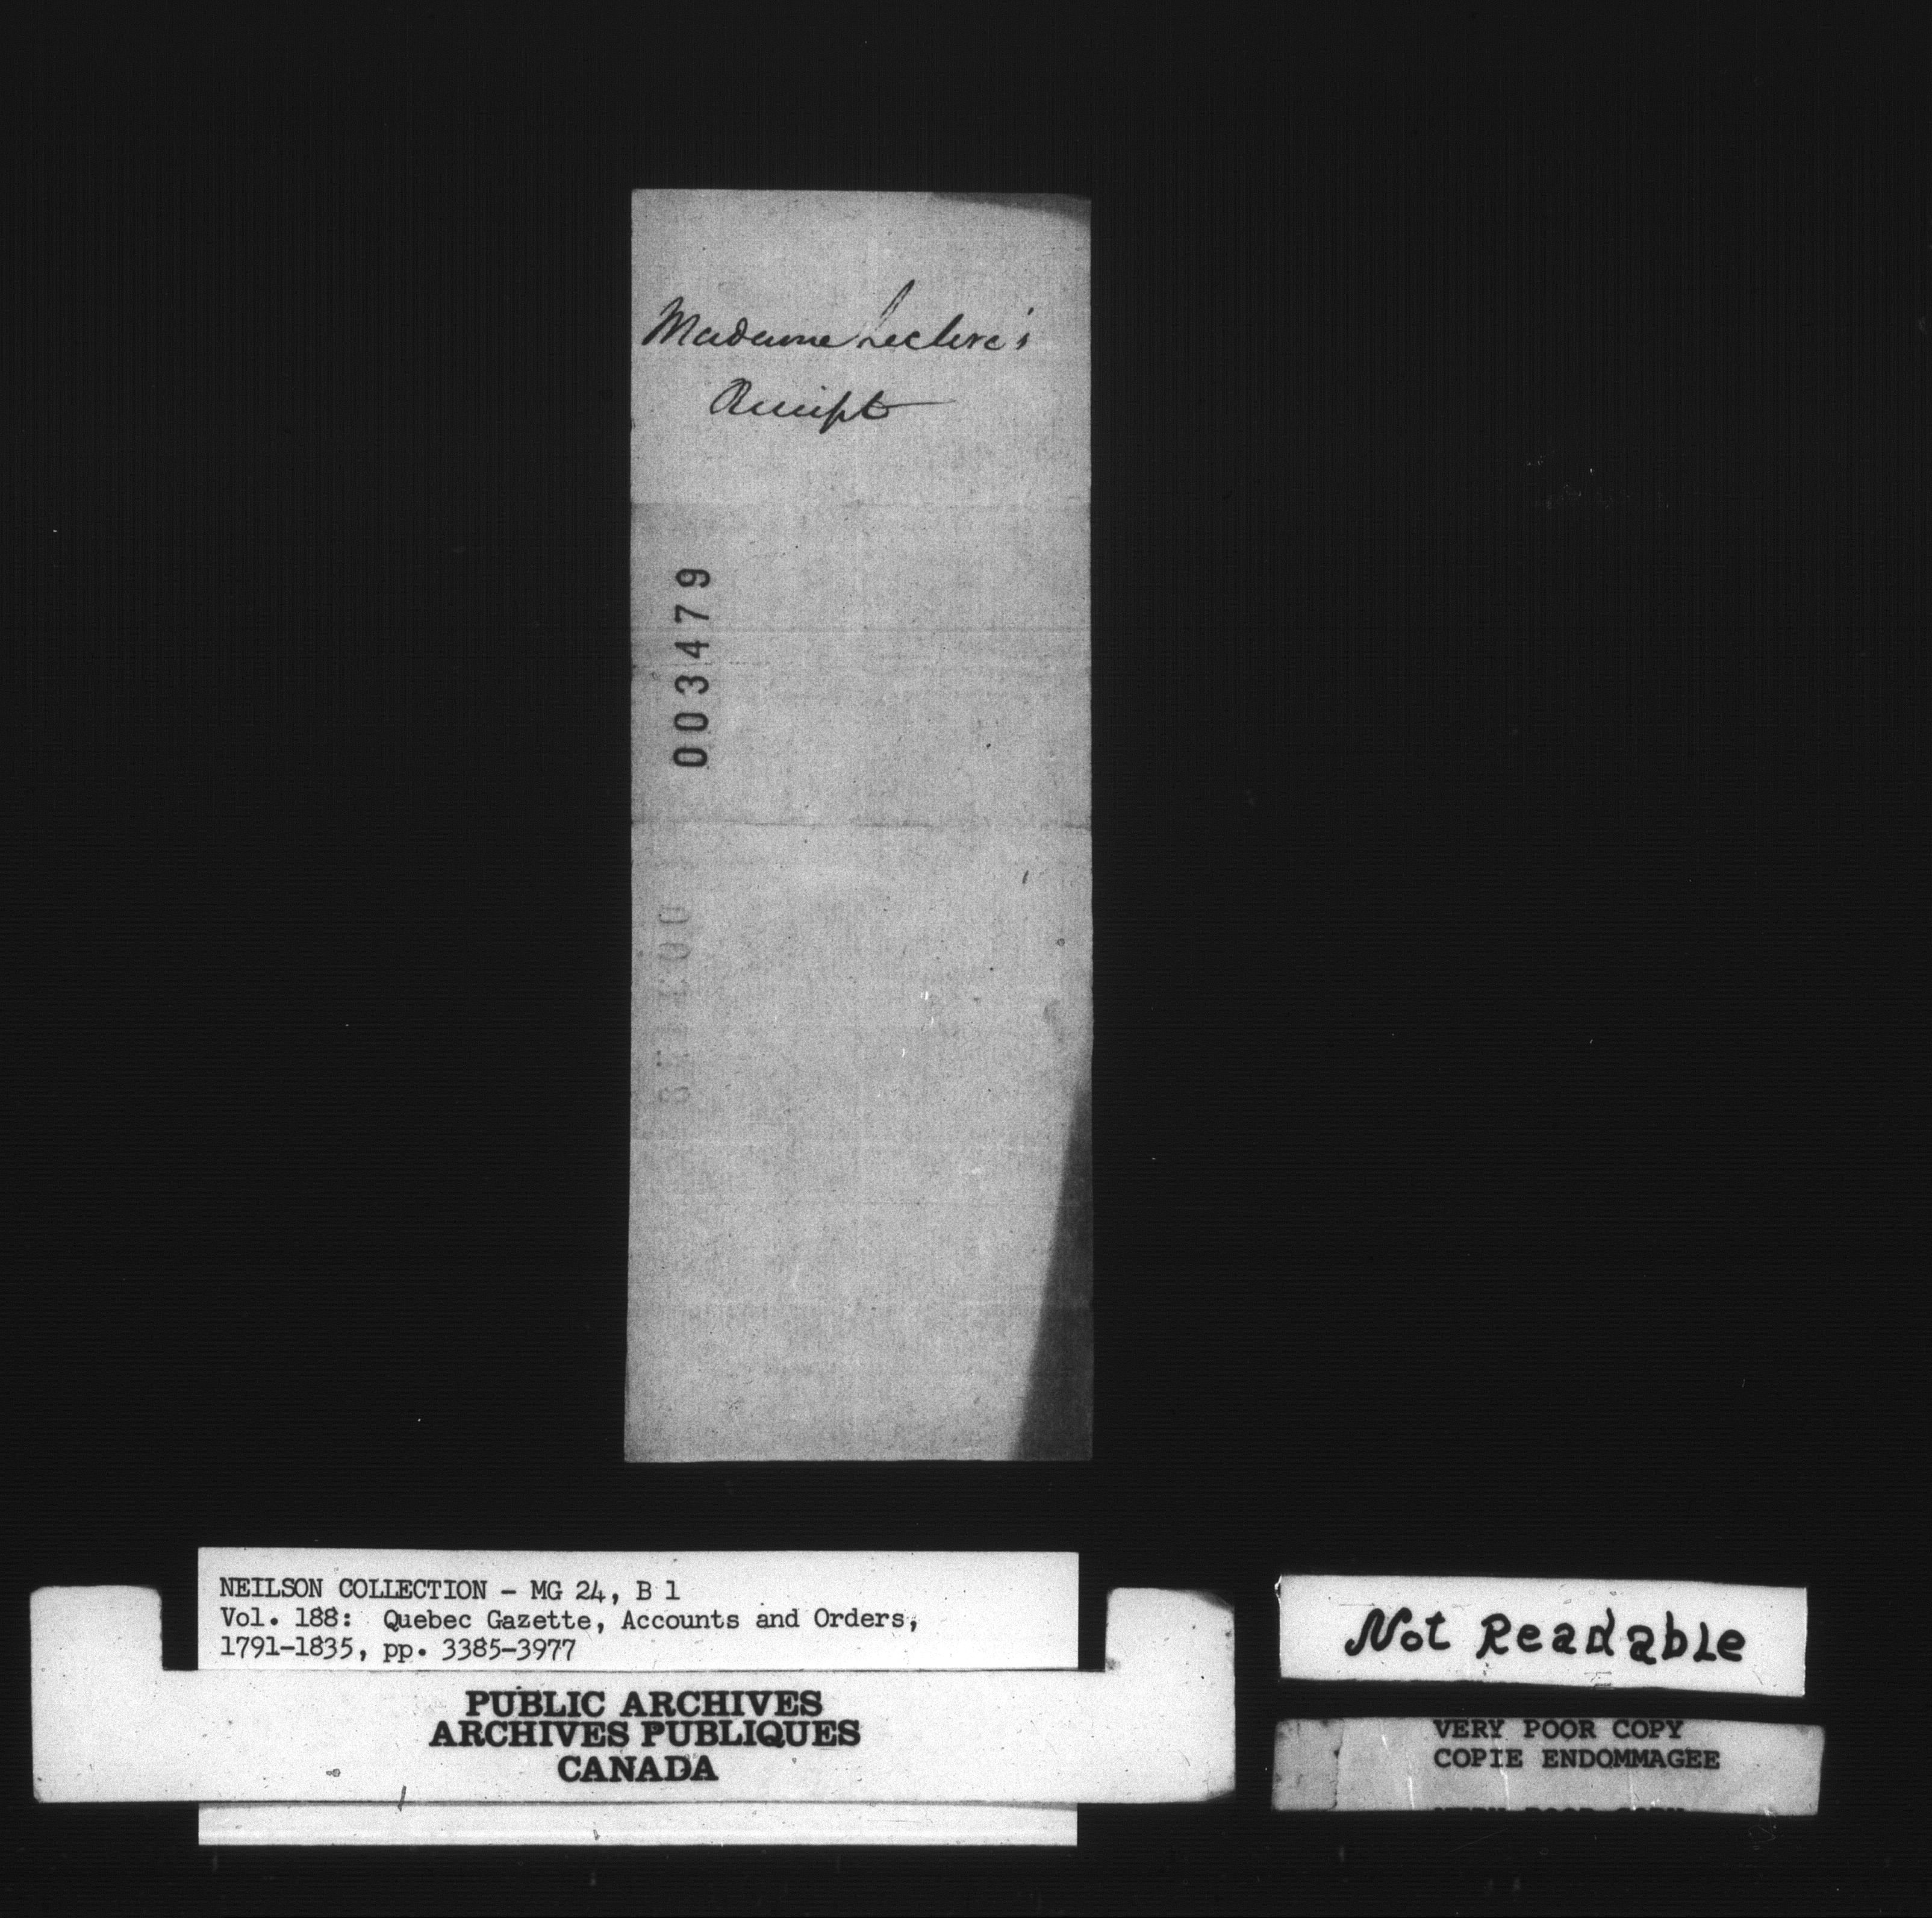 Madame Leclerc's
Receipt
003479
NEILSON COLLECTION - MG 24, B 1
Vol. 188: Quebec Gazette, Accounts and Orders,
1791-1835, pp. 3385-3977
PUBLIC ARCHIVES
ARCHIVES PUBLIQUES
CANADA
Not Readable
VERY POOR COPY
COPIE ENDOMMAGEE